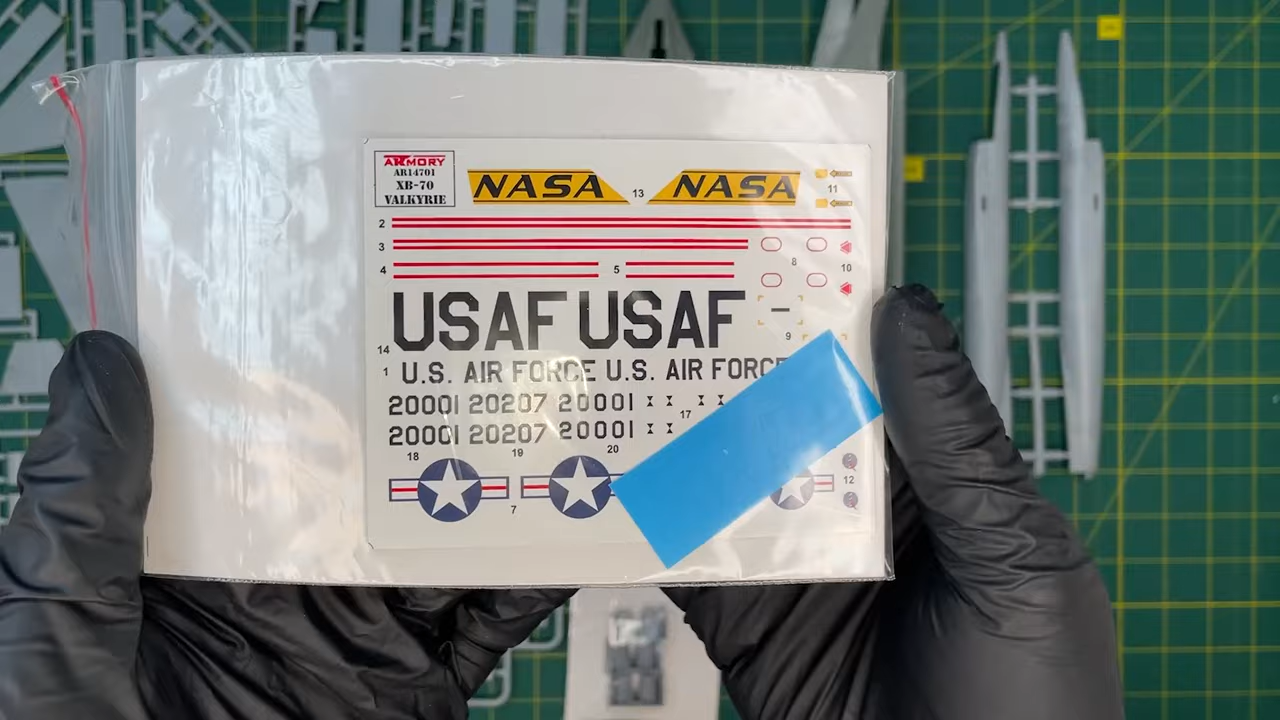 ARMORY
AR14701
XB-70
VALKYRIE
NASA 13 NASA 11
2
3
8
10
4 5
USAF USAF
9
14
1 U.S. AIR FORCE U.S. AIR FORCE
20001 20207 20001
17
20001 20207 20001
18 19 20
7
12